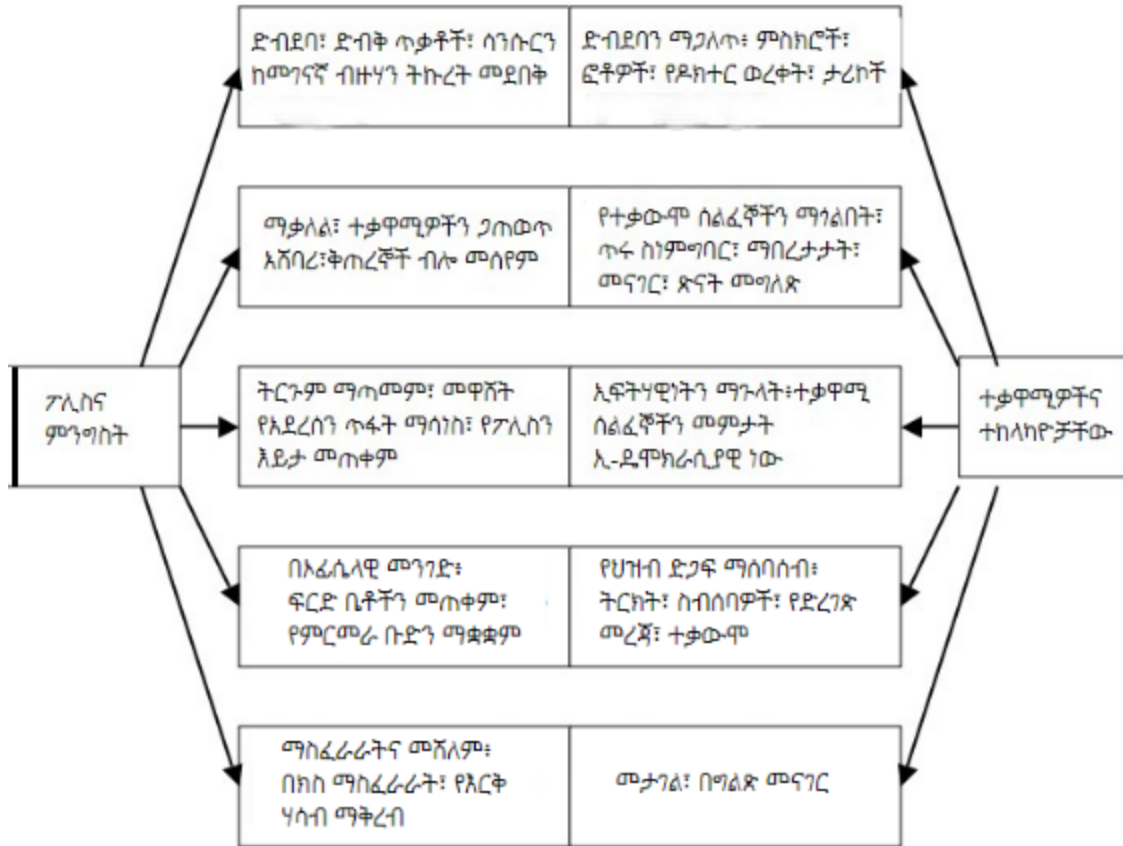 ድብደባ፣ ድብቅ ጥቃቶች፣ ሳንሱርን
ከመገናኛ ብዙሃን ትኩረት መደበቅ
ድብደባን ማጋለጥ፥ ምስክሮች፣
ፎቶዎች፣ የዶክተር ወረቀት፣ ታሪኮች
ማቃለል፣ ተቃዋሚዎችን ጋጠወጥ
አሸባሪ፣ቅጠረኞች ብሎ መሰየም
የተቃውሞ ሰልፈኞችን ማጎልበት፣
ጥሩ ስነምግባር፣ ማበረታታት፣
መናገር፣ ጽናት መግለጽ
ፖሊስና
ምንግስት
ትርጉም ማጣመም፣ መዋሸት
የአደረሰን ጥፋት ማሳነስ፣ የፖሊስን
እይታ መጠቀም
ኢፍትሃዊነትን ማጉላት፥ተቃዋሚ
ሰልፈኞችን መምታት
ኢ-ዴሞክራሲያዊ ነው
ተቃዋሚዎችና
ተከላካዮቻቸው
በኦፊሴላዊ መንገድ፥
ፍርድ ቤቶችን መጠቀም፣
የምርመራ ቡድን ማቋቋም
የህዝብ ድጋፍ ማሰባሰብ፥
ትርክት፣ ስብሰባዎች፣ የድረገጽ
መረጃ፣ ተቃውሞ
ማስፈራራትና መሸለም፥
በክስ ማስፈራራት፣ የእርቅ
ሃሳብ ማቅረብ
መታገል፣ በግልጽ መናገር